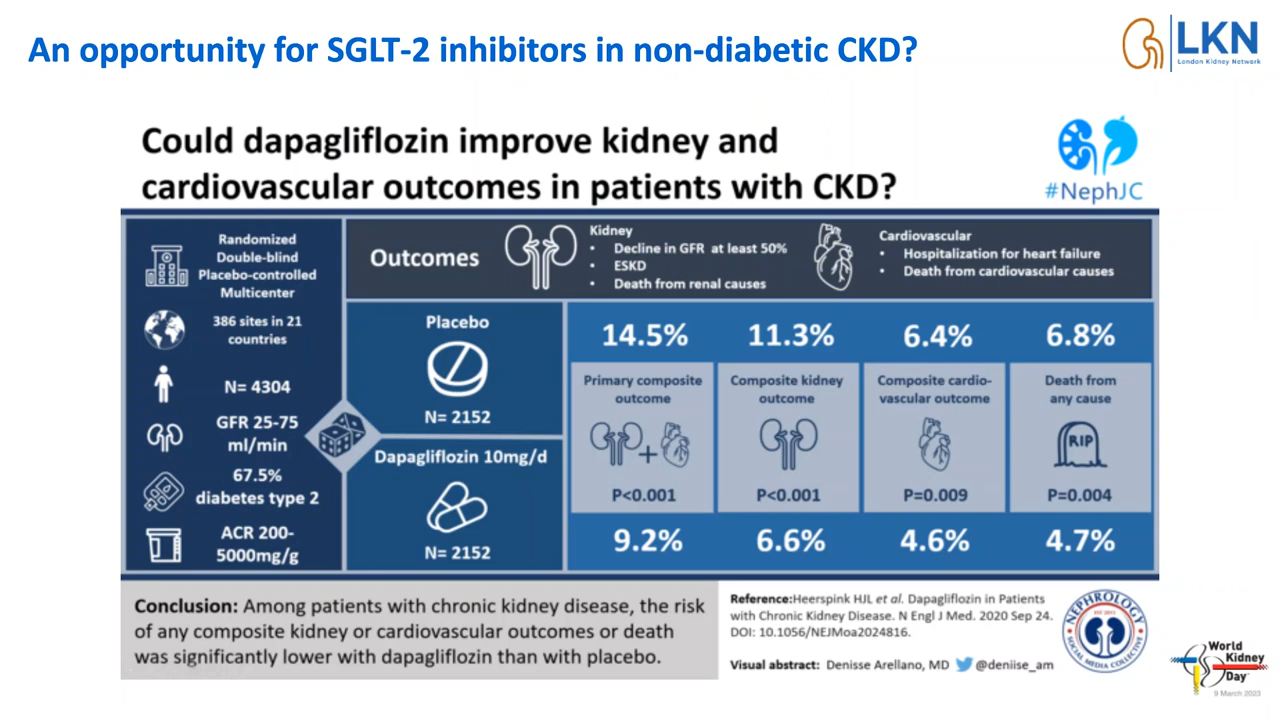 An opportunity for SGLT-2 inhibitors in non-diabetic CKD?
LKN
London Kidney Network
Could dapagliflozin improve kidney and
cardiovascular outcomes in patients with CKD?
#NephJC
Randomized
Double-blind
Placebo-controlled
Multicenter
386 sites in 21
countries
N= 4304
GFR 25-75
ml/min
67.5%
diabetes type 2
ACR 200-
5000mg/g
Outcomes
Kidney
• Decline in GFR at least 50%
• ESKD
• Death from renal causes
Cardiovascular
• Hospitalization for heart failure
• Death from cardiovascular causes
Placebo
N= 2152
Dapagliflozin 10mg/d
N= 2152
14.5%
11.3%
6.4%
6.8%
Primary composite
outcome
P<0.001
Composite kidney
outcome
P<0.001
Composite cardio-
vascular outcome
P=0.009
Death from
any cause
RIP
P=0.004
9.2%
6.6%
4.6%
4.7%
Conclusion: Among patients with chronic kidney disease, the risk
of any composite kidney or cardiovascular outcomes or death
was significantly lower with dapagliflozin than with placebo.
Reference:Heerspink HJL et al. Dapagliflozin in Patients
with Chronic Kidney Disease. N Engl J Med. 2020 Sep 24.
DOI: 10.1056/NEJMoa2024816.
Visual abstract: Denisse Arellano, MD @deniise_am
NEPHROLOGY
SOCIAL MEDIA COLLECTIVE
World
Kidney
Day
9 March 2023